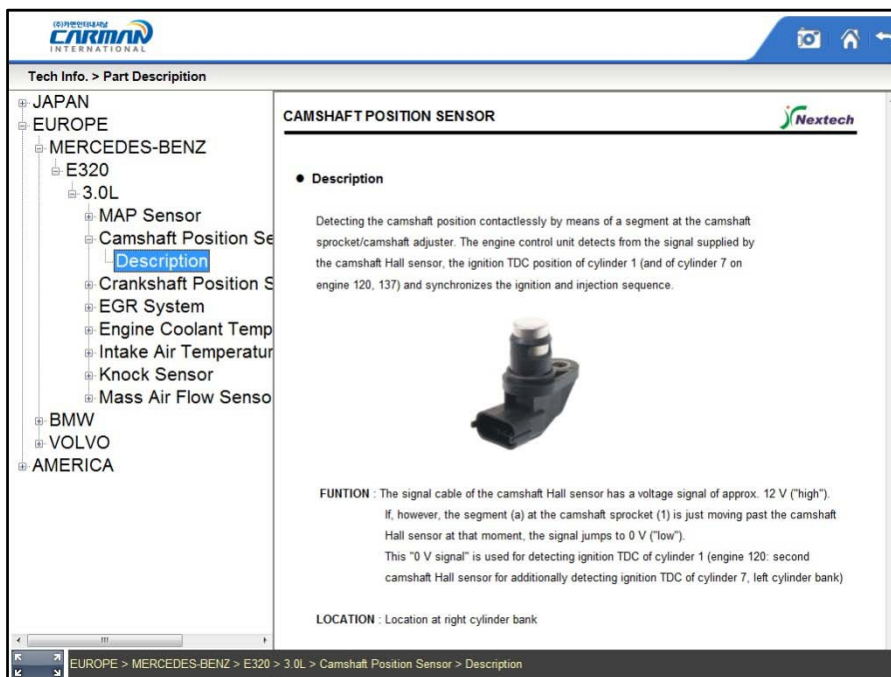 (주)카맨인터내셔널
CARMAN
INTERNATIONAL
Tech Info. > Part Descripition
JAPAN
EUROPE
MERCEDES-BENZ
E320
3.0L
MAP Sensor
Camshaft Position Se
Description
Crankshaft Position S
EGR System
Engine Coolant Temp
Intake Air Temperatur
Knock Sensor
Mass Air Flow Senso
BMW
VOLVO
AMERICA
CAMSHAFT POSITION SENSOR
Nextech
● Description
Detecting the camshaft position contactlessly by means of a segment at the camshaft
sprocket/camshaft adjuster. The engine control unit detects from the signal supplied by
the camshaft Hall sensor, the ignition TDC position of cylinder 1 (and of cylinder 7 on
engine 120, 137) and synchronizes the ignition and injection sequence.
FUNTION : The signal cable of the camshaft Hall sensor has a voltage signal of approx. 12 V ("high").
If, however, the segment (a) at the camshaft sprocket (1) is just moving past the camshaft
Hall sensor at that moment, the signal jumps to 0 V ("low").
This "0 V signal" is used for detecting ignition TDC of cylinder 1 (engine 120: second
camshaft Hall sensor for additionally detecting ignition TDC of cylinder 7, left cylinder bank)
LOCATION : Location at right cylinder bank
EUROPE > MERCEDES-BENZ > E320 > 3.0L > Camshaft Position Sensor > Description